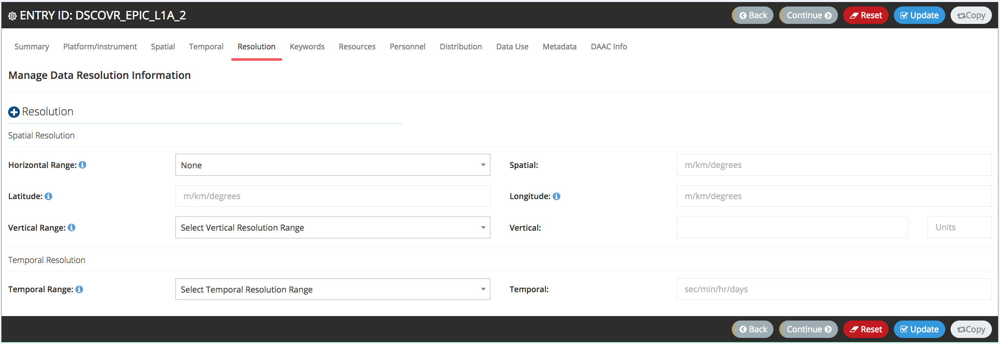 ENTRY ID: DSCOVR_EPIC_L1A_2 Back Continue Reset Update Copy
Summary Platform/Instrument Spatial Temporal Resolution Keywords Resources Personnel Distribution Data Use Metadata DAAC Info
Manage Data Resolution Information
Resolution
Spatial Resolution
Horizontal Range: None Spatial: m/km/degrees
Latitude: m/km/degrees Longitude: m/km/degrees
Vertical Range: Select Vertical Resolution Range Vertical: Units
Temporal Resolution
Temporal Range: Select Temporal Resolution Range Temporal: sec/min/hr/days
Back Continue Reset Update Copy